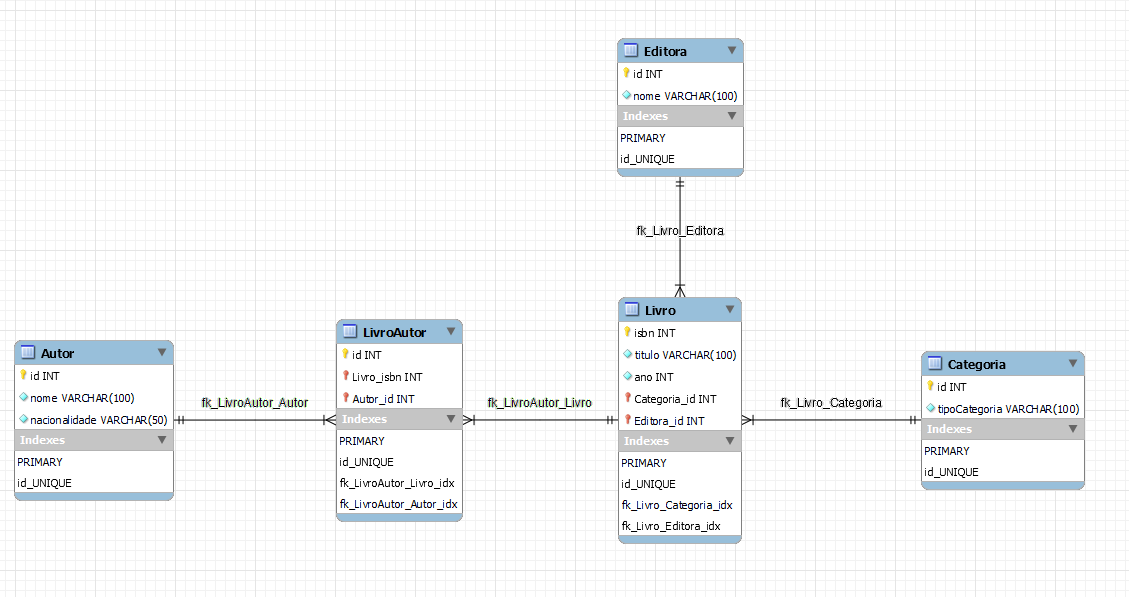 Editora
id INT
nome VARCHAR(100)
Indexes
PRIMARY
id_UNIQUE
fk_Livro_Editora
Autor
id INT
nome VARCHAR(100)
nacionalidade VARCHAR(50)
Indexes
PRIMARY
id_UNIQUE
fk_LivroAutor_Autor
LivroAutor
id INT
Livro_isbn INT
Autor_id INT
Indexes
PRIMARY
id_UNIQUE
fk_LivroAutor_Livro_idx
fk_LivroAutor_Autor_idx
fk_LivroAutor_Livro
Livro
isbn INT
titulo VARCHAR(100)
ano INT
Categoria_id INT
Editora_id INT
Indexes
PRIMARY
id_UNIQUE
fk_Livro_Categoria_idx
fk_Livro_Editora_idx
fk_Livro_Categoria
Categoria
id INT
tipoCategoria VARCHAR(100)
Indexes
PRIMARY
id_UNIQUE